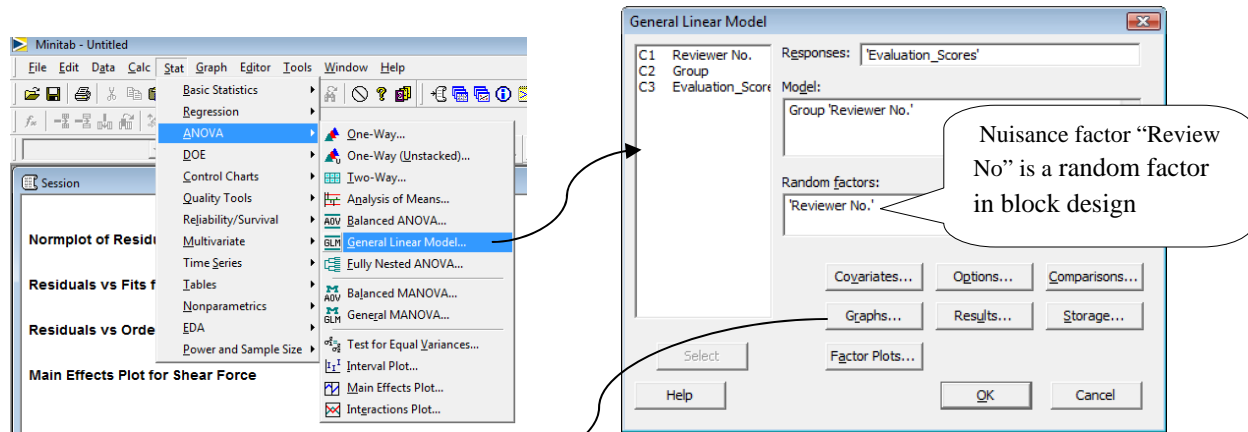 Minitab - Untitled
File Edit Data Calc Stat Graph Editor Tools Window Help
Session
Normplot of Residu
Residuals vs Fits f
Residuals vs Orde
Main Effects Plot for Shear Force
Basic Statistics
Regression
ANOVA
DOE
Control Charts
Quality Tools
Reliability/Survival
Multivariate
Time Series
Tables
Nonparametrics
EDA
Power and Sample Size
One-Way...
One-Way (Unstacked)...
Two-Way...
Analysis of Means...
AOV Balanced ANOVA...
GLM General Linear Model...
Fully Nested ANOVA...
AOV Balanced MANOVA...
GLM General MANOVA...
Test for Equal Variances...
Interval Plot...
Main Effects Plot...
Interactions Plot...
General Linear Model
C1 Reviewer No.
C2 Group
C3 Evaluation_Score
Responses: 'Evaluation_Scores'
Model:
Group 'Reviewer No.'
Random factors:
'Reviewer No.'
Nuisance factor “Review
No” is a random factor
in block design
Covariates... Options... Comparisons...
Graphs... Results... Storage...
Select Factor Plots...
Help OK Cancel